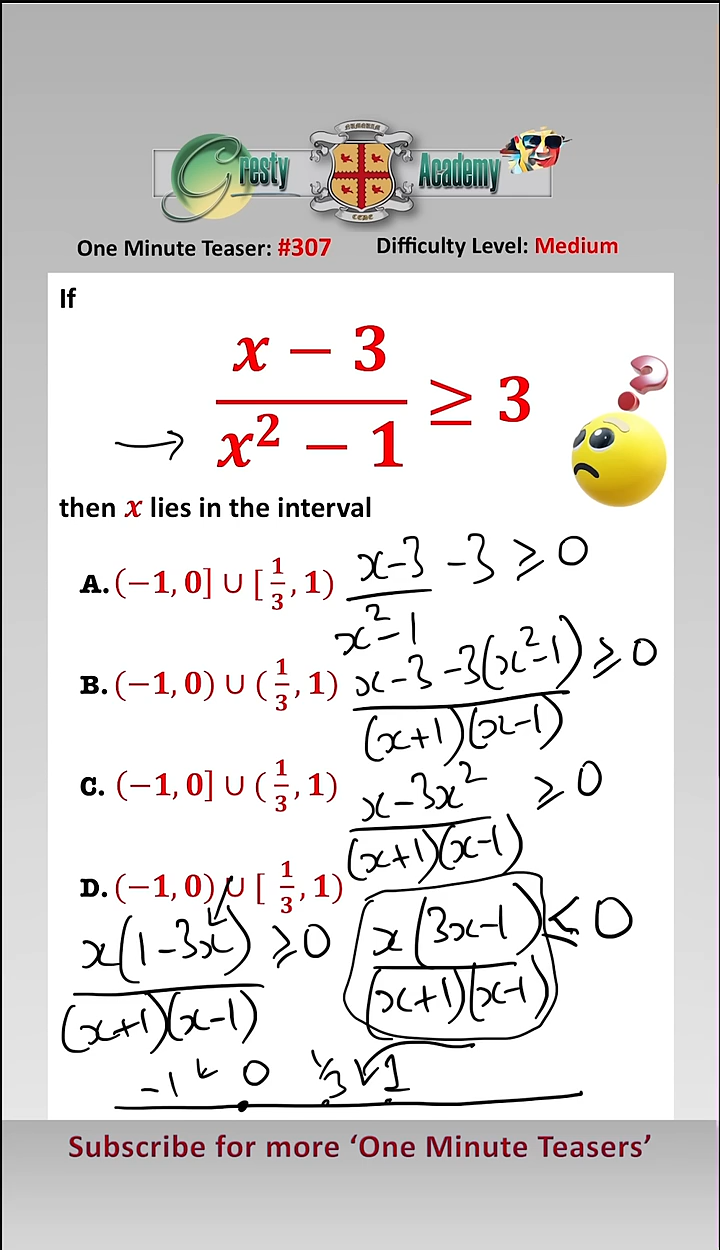 NUMQUAM
Gresty Academy
CEDE
One Minute Teaser: #307 Difficulty Level: Medium
If
x − 3
≥ 3
x² − 1
then x lies in the interval
A. (−1, 0] ∪ [1/3, 1)
x-3 -3 ≥ 0
x²-1
B. (−1, 0) ∪ (1/3, 1)
x-3-3(x²-1) ≥ 0
(x+1)(x-1)
C. (−1, 0] ∪ (1/3, 1)
x-3x² ≥ 0
(x+1)(x-1)
D. (−1, 0) ∪ [1/3, 1)
x(1-3x) ≥ 0
(x+1)(x-1)
x(3x-1) ≤ 0
(x+1)(x-1)
-1 0 1/3 1
Subscribe for more ‘One Minute Teasers’